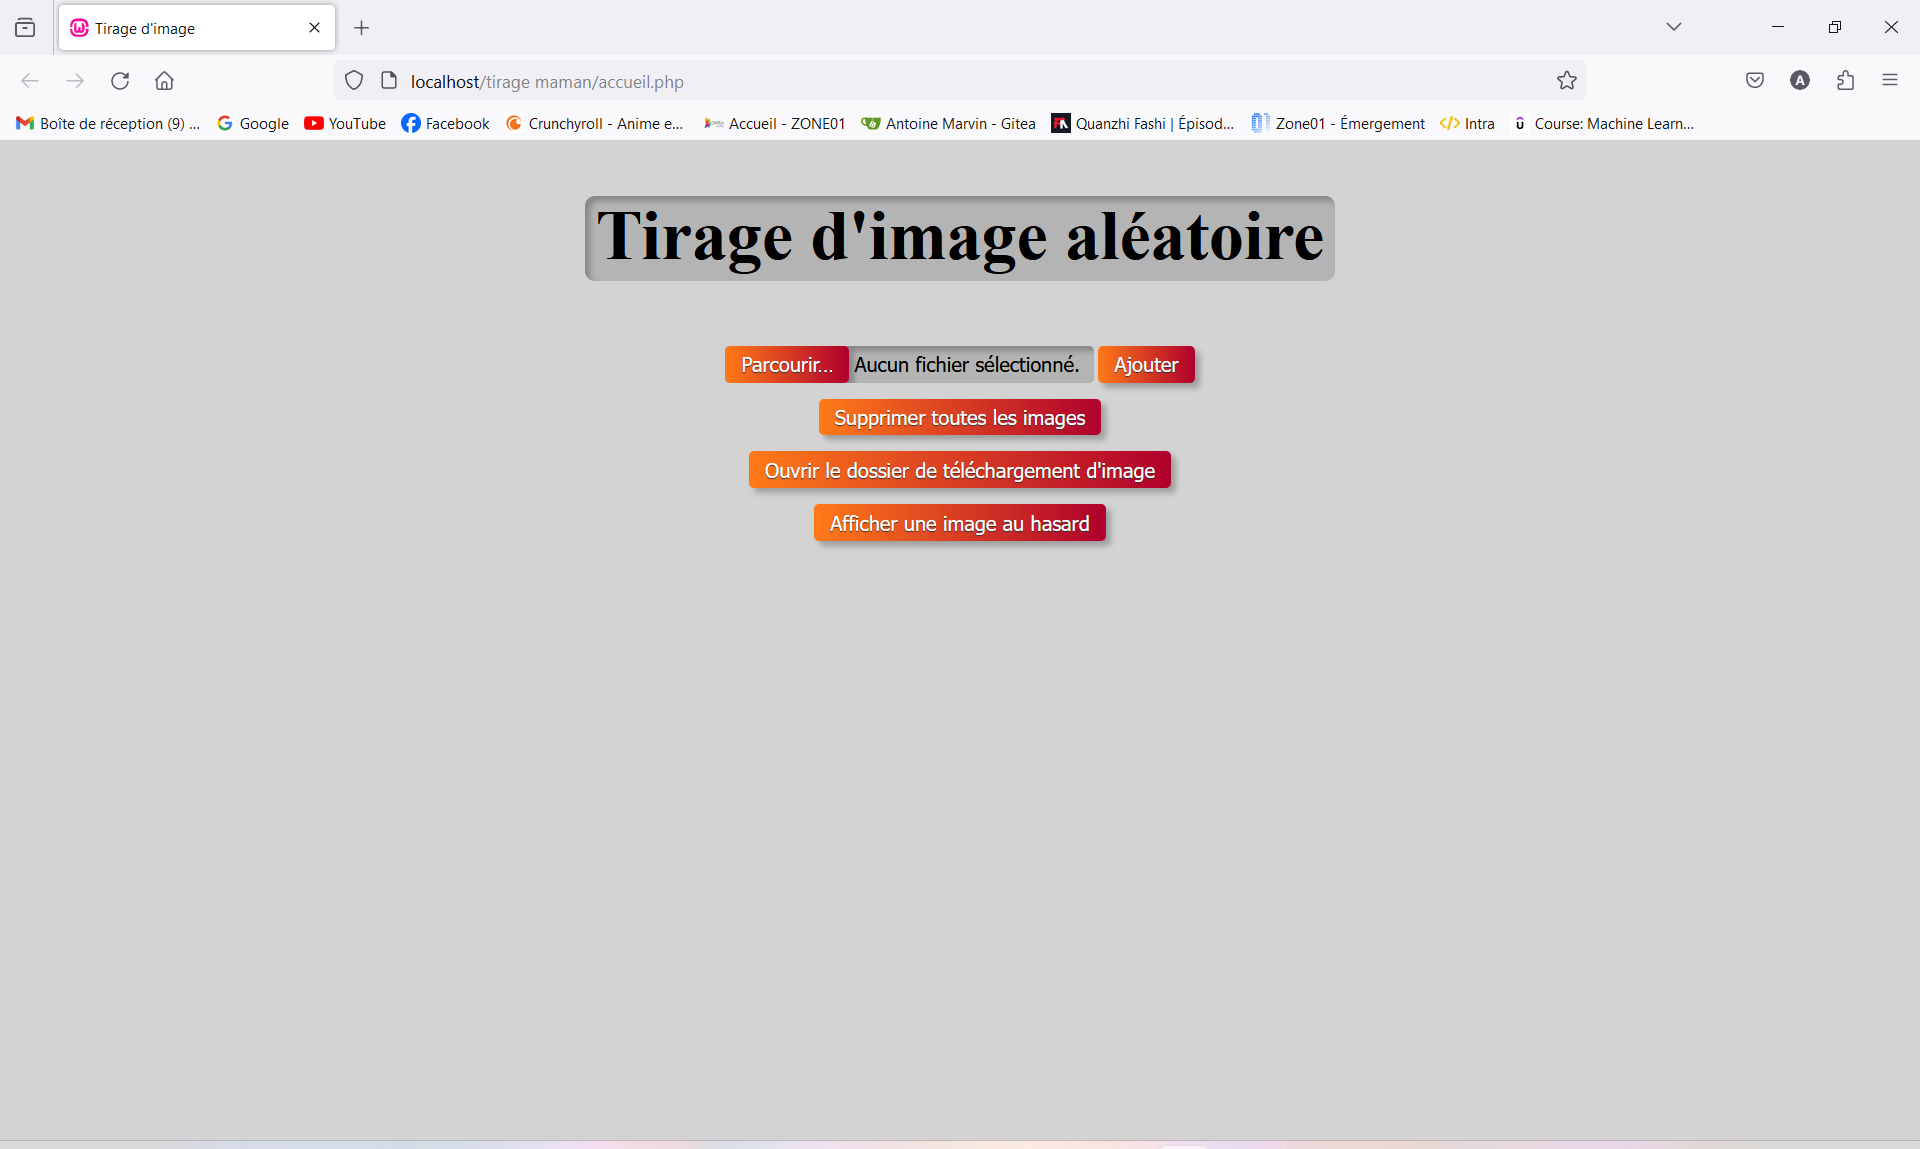 Tirage d'image
localhost/tirage maman/accueil.php
Boîte de réception (9) ... Google YouTube Facebook Crunchyroll - Anime e... Accueil - ZONE01 Antoine Marvin - Gitea Quanzhi Fashi | Épisod... Zone01 - Émergement Intra Course: Machine Learn...
Tirage d'image aléatoire
Parcourir... Aucun fichier sélectionné. Ajouter
Supprimer toutes les images
Ouvrir le dossier de téléchargement d'image
Afficher une image au hasard